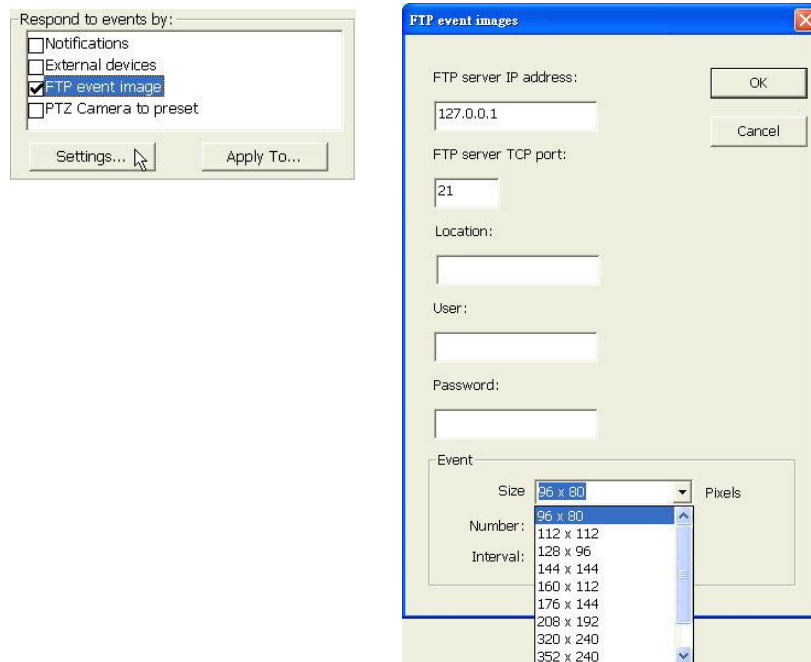 Respond to events by:
Notifications
External devices
FTP event image
PTZ Camera to preset
Settings...
Apply To...
FTP event images
FTP server IP address:
OK
127.0.0.1
Cancel
FTP server TCP port:
21
Location:
User:
Password:
Event
Size
96 x 80
Pixels
Number:
Interval:
96 x 80
112 x 112
128 x 96
144 x 144
160 x 112
176 x 144
208 x 192
320 x 240
352 x 240